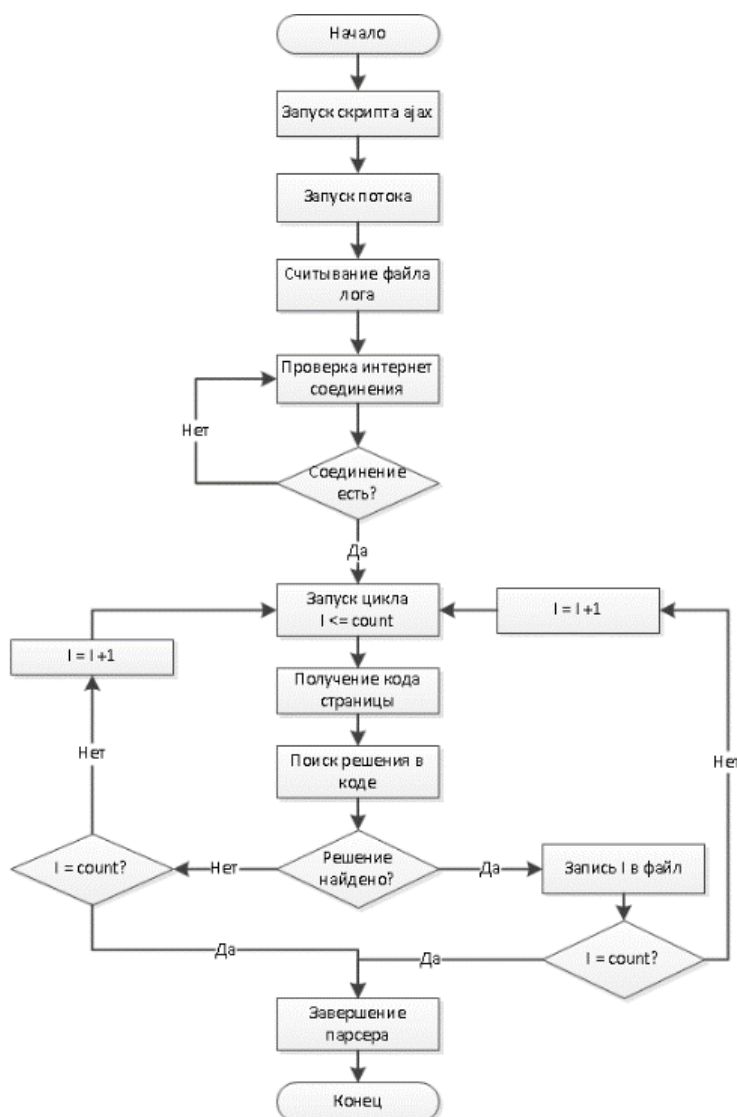 Начало
Запуск скрипта ajax
Запуск потока
Считывание файла
лога
Проверка интернет
соединения
Нет
Соединение
есть?
Да
Запуск цикла
I <= count
I = I +1
I = I +1
Получение кода
страницы
Нет
Поиск решения в
коде
Нет
I = count?
Нет
Решение
найдено?
Да
Запись I в файл
Да
Да
I = count?
Завершение
парсера
Конец